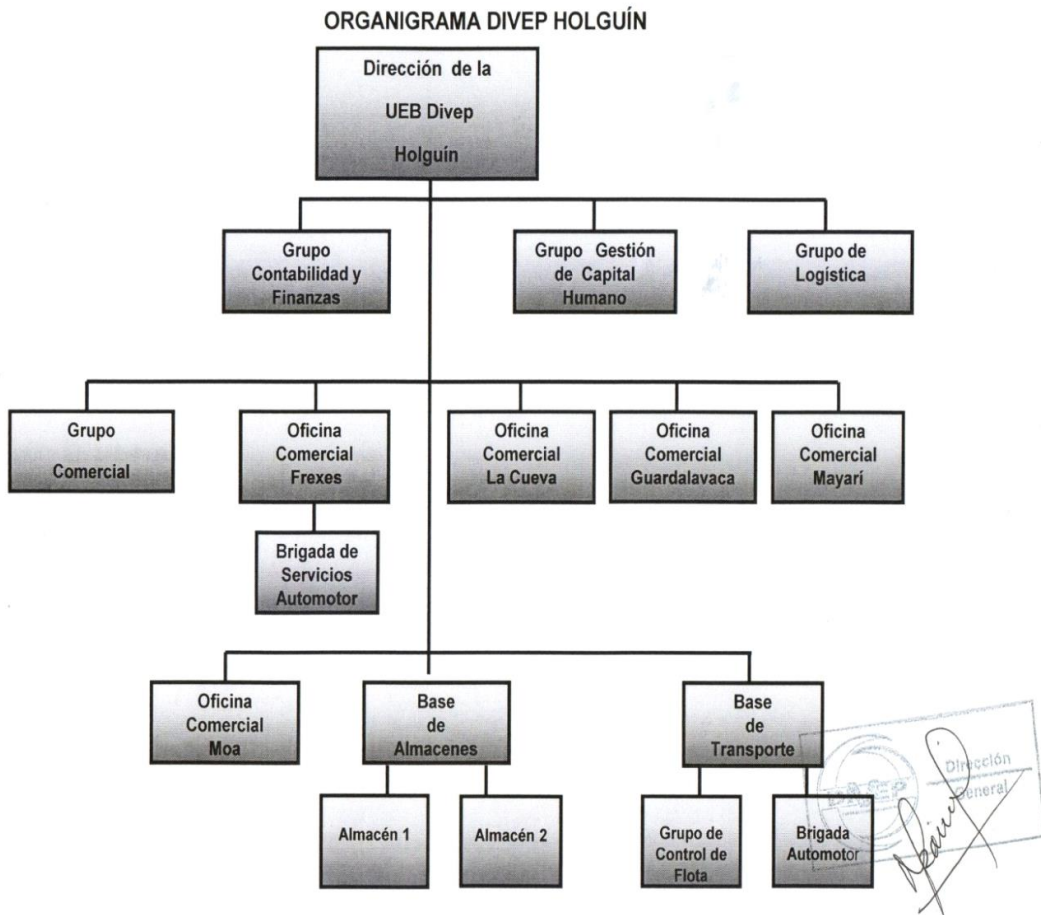 ORGANIGRAMA DIVEP HOLGUÍN
Dirección de la
UEB Divep
Holguín
Grupo
Contabilidad y
Finanzas
Grupo Gestión
de Capital
Humano
Grupo de
Logística
Grupo
Comercial
Oficina
Comercial
Frexes
Oficina
Comercial
La Cueva
Oficina
Comercial
Guardalavaca
Oficina
Comercial
Mayarí
Brigada de
Servicios
Automotor
Oficina
Comercial
Moa
Base
de
Almacenes
Base
de
Transporte
Almacén 1
Almacén 2
Grupo de
Control de
Flota
Brigada
Automotor
Dirección
General